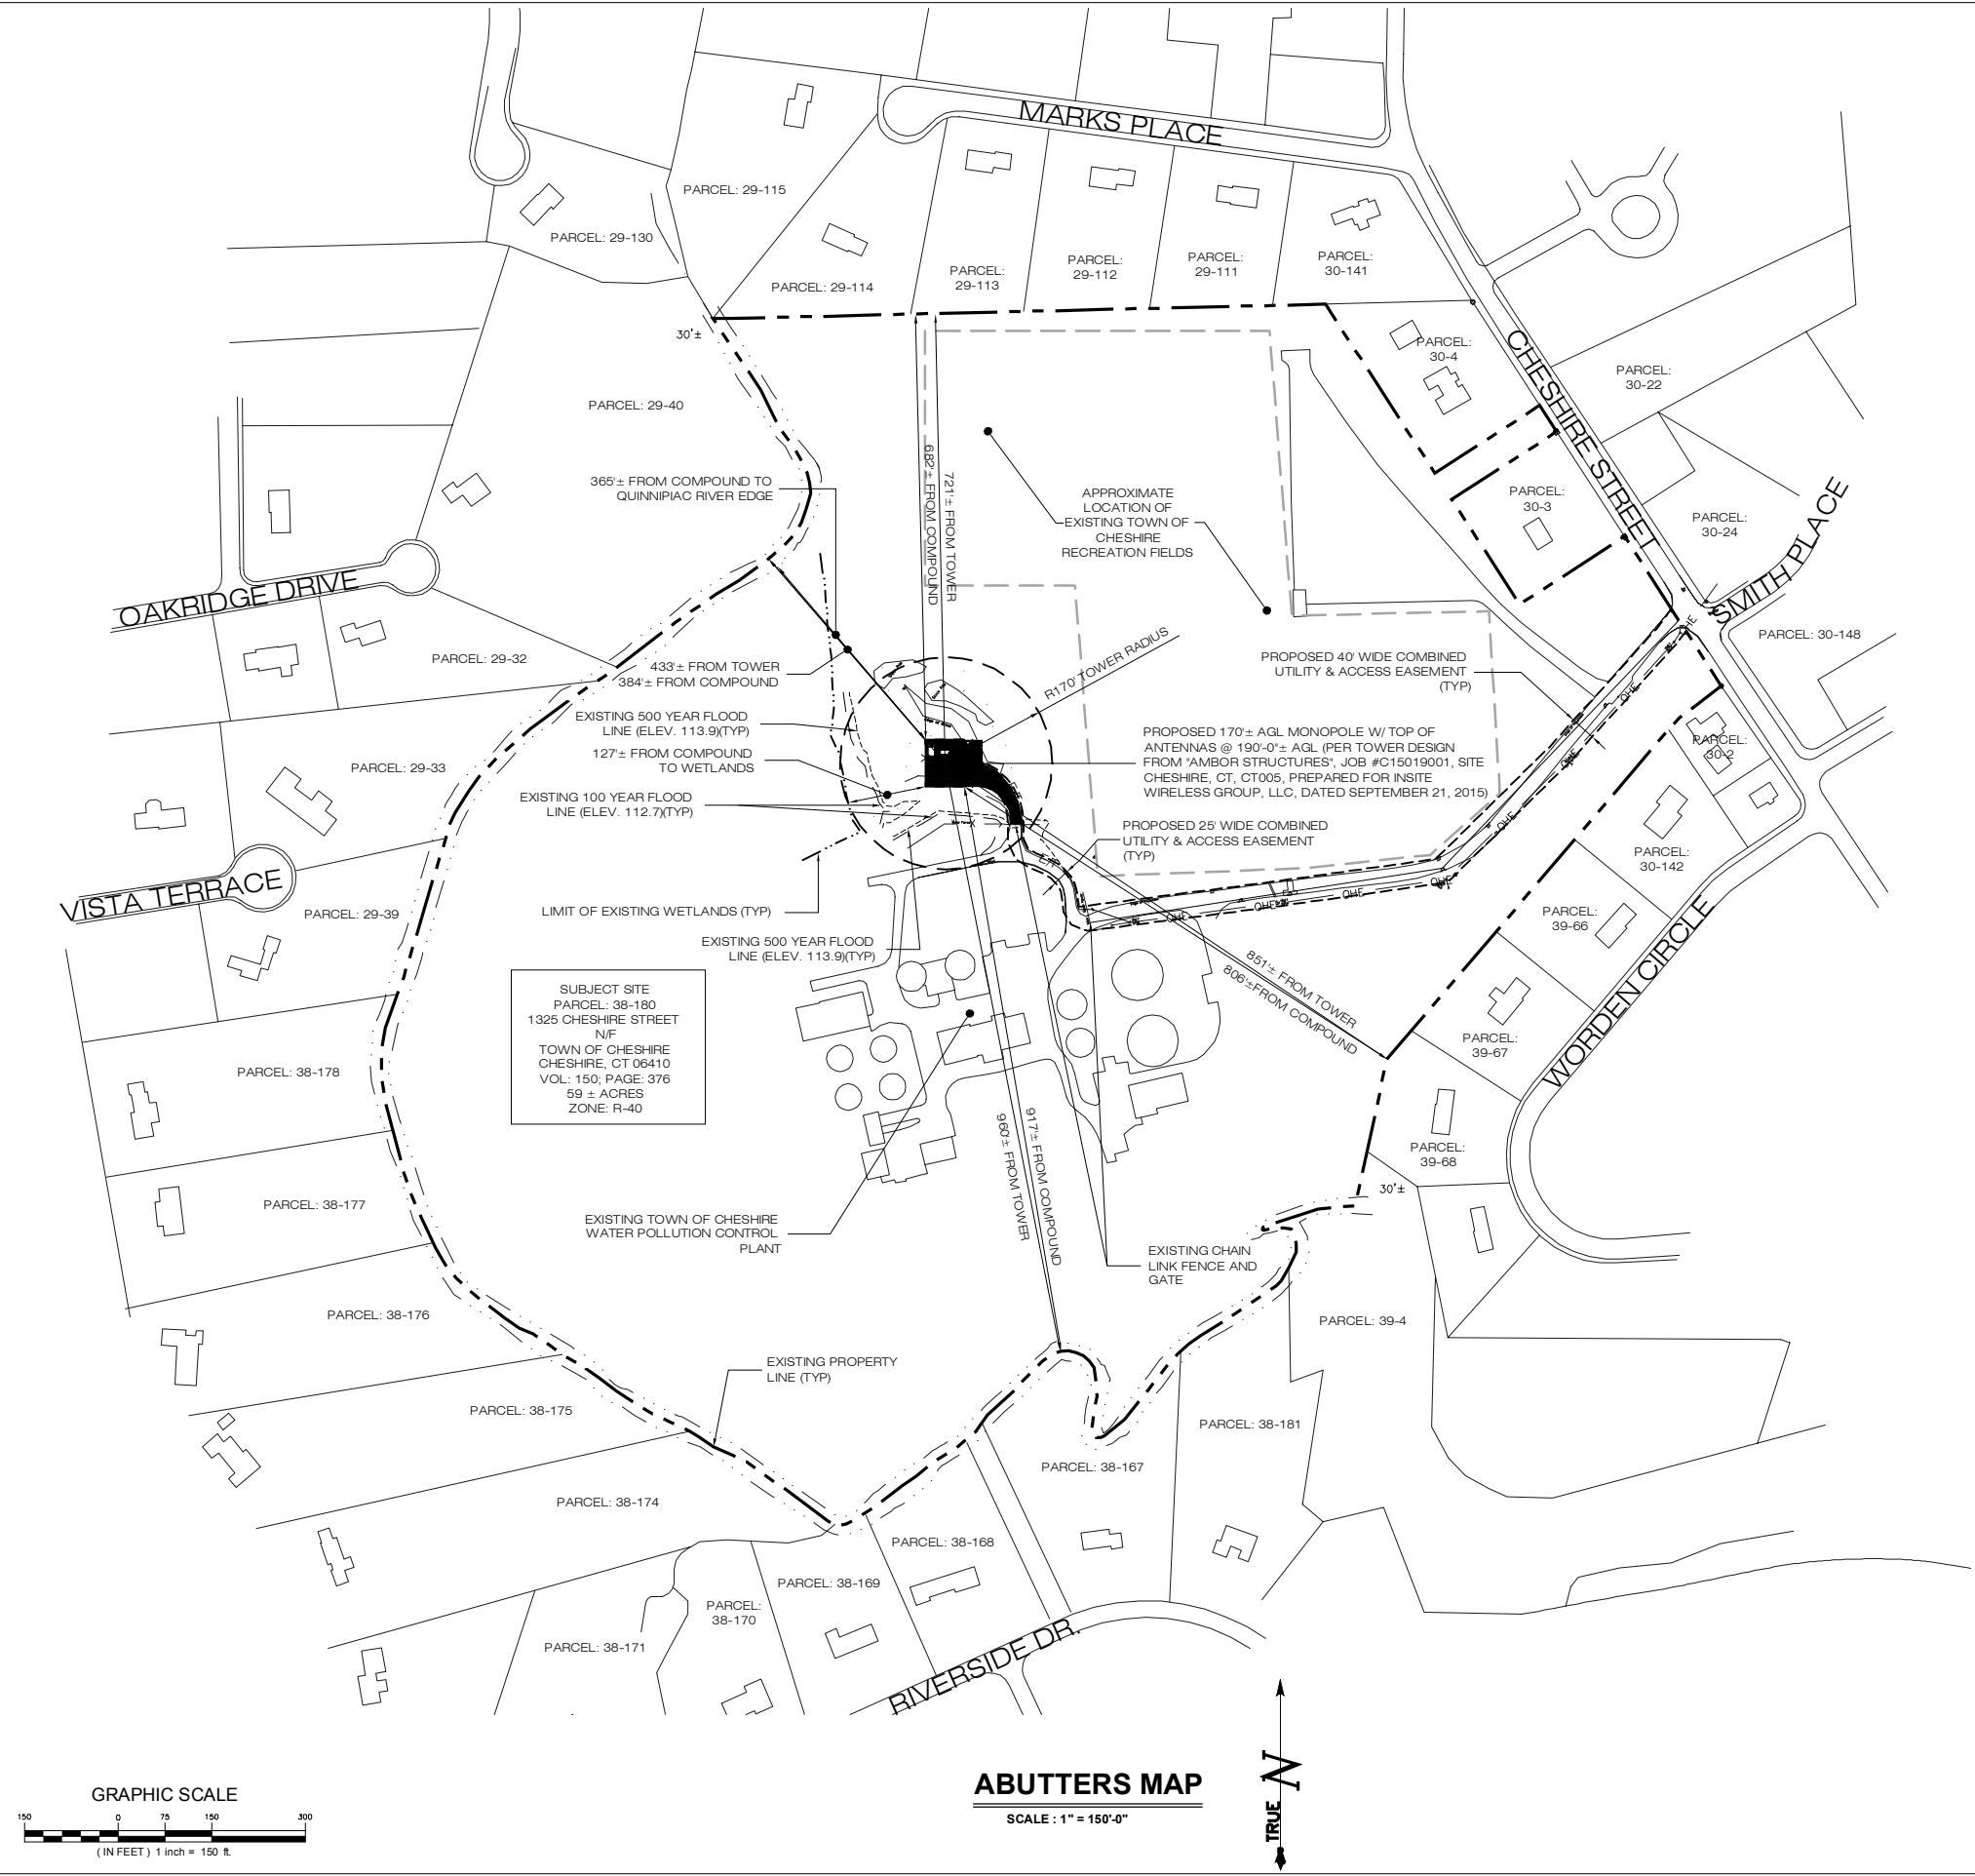 MARKS PLACE
PARCEL: 29-115
PARCEL: 29-130
PARCEL: 29-114
PARCEL:
29-113
PARCEL:
29-112
PARCEL:
29-111
PARCEL:
30-141
30'±
PARCEL:
30-4
CHESHIRE STREET
PARCEL:
30-22
PARCEL: 29-40
365'± FROM COMPOUND TO
QUINNIPIAC RIVER EDGE
682'± FROM COMPOUND
721'± FROM TOWER
APPROXIMATE
LOCATION OF
EXISTING TOWN OF
CHESHIRE
RECREATION FIELDS
PARCEL:
30-3
PARCEL:
30-24
SMITH PLACE
OAKRIDGE DRIVE
PARCEL: 29-32
433'± FROM TOWER
384'± FROM COMPOUND
R170' TOWER RADIUS
PROPOSED 40' WIDE COMBINED
UTILITY & ACCESS EASEMENT
(TYP)
PARCEL: 30-148
OHE
OHE
OHE
OHE
OHE
OHE
OHE
EXISTING 500 YEAR FLOOD
LINE (ELEV. 113.9)(TYP)
127'± FROM COMPOUND
TO WETLANDS
EXISTING 100 YEAR FLOOD
LINE (ELEV. 112.7)(TYP)
PROPOSED 170'± AGL MONOPOLE W/ TOP OF
ANTENNAS @ 190'-0"± AGL (PER TOWER DESIGN
FROM "AMBOR STRUCTURES", JOB #C15019001, SITE
CHESHIRE, CT, CT005, PREPARED FOR INSITE
WIRELESS GROUP, LLC, DATED SEPTEMBER 21, 2015)
PARCEL:
30-2
PARCEL: 29-33
PROPOSED 25' WIDE COMBINED
UTILITY & ACCESS EASEMENT
(TYP)
PARCEL:
30-142
VISTA TERRACE
PARCEL: 29-39
LIMIT OF EXISTING WETLANDS (TYP)
EXISTING 500 YEAR FLOOD
LINE (ELEV. 113.9)(TYP)
PARCEL:
39-66
851'± FROM TOWER
806'± FROM COMPOUND
WORDEN CIRCLE
SUBJECT SITE
PARCEL: 38-180
1325 CHESHIRE STREET
N/F
TOWN OF CHESHIRE
CHESHIRE, CT 06410
VOL: 150; PAGE: 376
59 ± ACRES
ZONE: R-40
PARCEL:
39-67
PARCEL: 38-178
PARCEL:
39-68
30'±
PARCEL: 38-177
917'± FROM COMPOUND
960'± FROM TOWER
EXISTING TOWN OF CHESHIRE
WATER POLLUTION CONTROL
PLANT
EXISTING CHAIN
LINK FENCE AND
GATE
PARCEL: 38-176
PARCEL: 39-4
EXISTING PROPERTY
LINE (TYP)
PARCEL: 38-175
PARCEL: 38-181
PARCEL: 38-167
PARCEL: 38-174
PARCEL: 38-168
PARCEL: 38-169
PARCEL:
38-170
PARCEL: 38-171
RIVERSIDE DR.
GRAPHIC SCALE
150 0 75 150 300
( IN FEET ) 1 inch = 150 ft.
ABUTTERS MAP
SCALE : 1" = 150'-0"
TRUE N